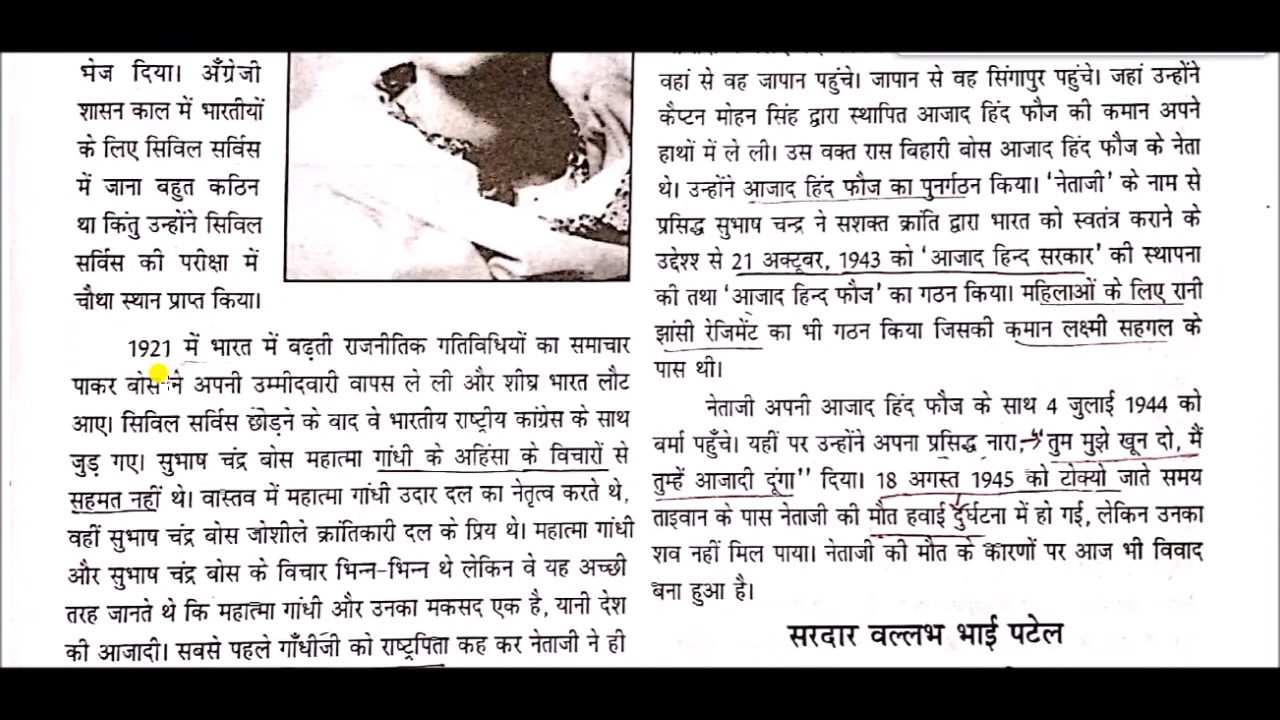 भेज दिया। अँग्रेजी
शासन काल में भारतीयों
के लिए सिविल सर्विस
में जाना बहुत कठिन
था किंतु उन्होंने सिविल
सर्विस की परीक्षा में
चौथा स्थान प्राप्त किया।
1921 में भारत में बढ़ती राजनीतिक गतिविधियों का समाचार
पाकर बोस ने अपनी उम्मीदवारी वापस ले ली और शीघ्र भारत लौट
आए। सिविल सर्विस छोड़ने के बाद वे भारतीय राष्ट्रीय कांग्रेस के साथ
जुड़ गए। सुभाष चंद्र बोस महात्मा गांधी के अहिंसा के विचारों से
सहमत नहीं थे। वास्तव में महात्मा गांधी उदार दल का नेतृत्व करते थे,
वहीं सुभाष चंद्र बोस जोशीले क्रांतिकारी दल के प्रिय थे। महात्मा गांधी
और सुभाष चंद्र बोस के विचार भिन्न-भिन्न थे लेकिन वे यह अच्छी
तरह जानते थे कि महात्मा गांधी और उनका मकसद एक है, यानी देश
की आजादी। सबसे पहले गाँधीजी को राष्ट्रपिता कह कर नेताजी ने ही
वहां से वह जापान पहुंचे। जापान से वह सिंगापुर पहुंचे। जहां उन्होंने
कैप्टन मोहन सिंह द्वारा स्थापित आजाद हिंद फौज की कमान अपने
हाथों में ले ली। उस वक्त रास बिहारी बोस आजाद हिंद फौज के नेता
थे। उन्होंने आजाद हिंद फौज का पुनर्गठन किया। 'नेताजी' के नाम से
प्रसिद्ध सुभाष चन्द्र ने सशक्त क्रांति द्वारा भारत को स्वतंत्र कराने के
उद्देश्य से 21 अक्टूबर, 1943 को 'आजाद हिन्द सरकार' की स्थापना
की तथा 'आजाद हिन्द फौज' का गठन किया। महिलाओं के लिए रानी
झांसी रेजिमेंट का भी गठन किया जिसकी कमान लक्ष्मी सहगल के
पास थी।
नेताजी अपनी आजाद हिंद फौज के साथ 4 जुलाई 1944 को
बर्मा पहुँचे। यहीं पर उन्होंने अपना प्रसिद्ध नारा, "तुम मुझे खून दो, मैं
तुम्हें आजादी दूंगा" दिया। 18 अगस्त 1945 को टोक्यो जाते समय
ताइवान के पास नेताजी की मौत हवाई दुर्घटना में हो गई, लेकिन उनका
शव नहीं मिल पाया। नेताजी की मौत के कारणों पर आज भी विवाद
बना हुआ है।
सरदार वल्लभ भाई पटेल